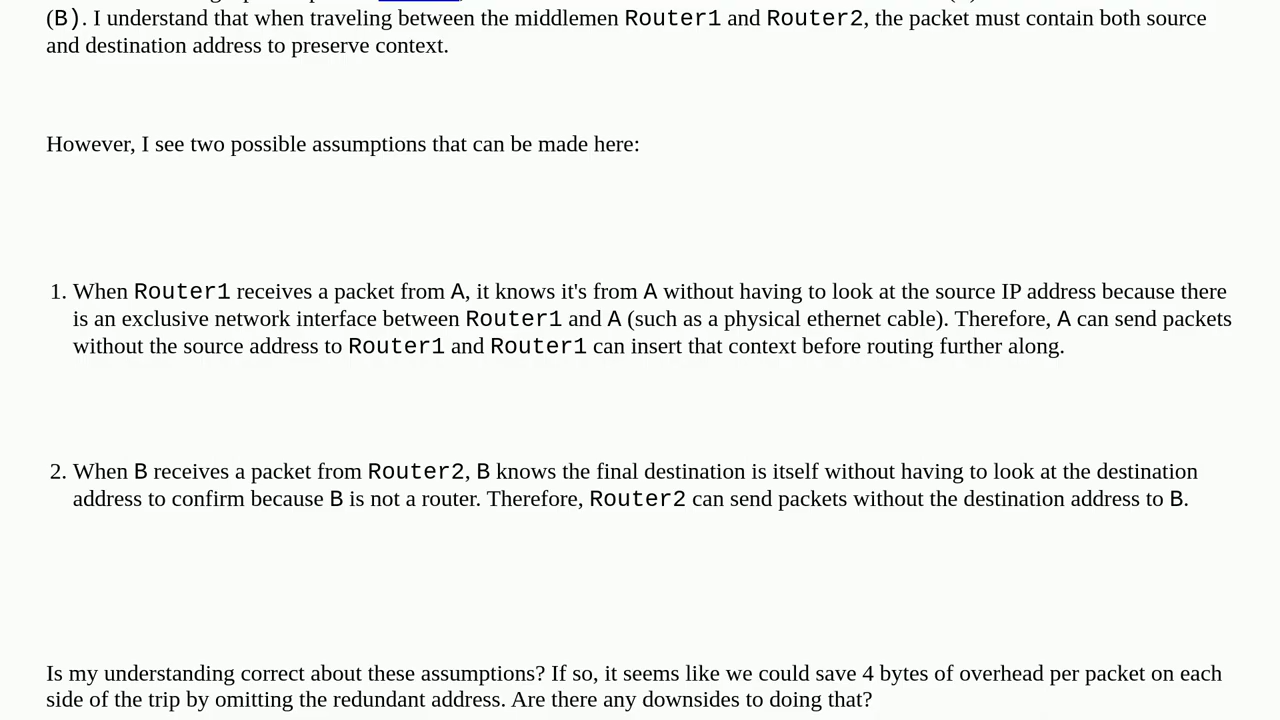 (B). I understand that when traveling between the middlemen Router1 and Router2, the packet must contain both source
and destination address to preserve context.
However, I see two possible assumptions that can be made here:
1. When Router1 receives a packet from A, it knows it's from A without having to look at the source IP address because there
is an exclusive network interface between Router1 and A (such as a physical ethernet cable). Therefore, A can send packets
without the source address to Router1 and Router1 can insert that context before routing further along.
2. When B receives a packet from Router2, B knows the final destination is itself without having to look at the destination
address to confirm because B is not a router. Therefore, Router2 can send packets without the destination address to B.
Is my understanding correct about these assumptions? If so, it seems like we could save 4 bytes of overhead per packet on each
side of the trip by omitting the redundant address. Are there any downsides to doing that?